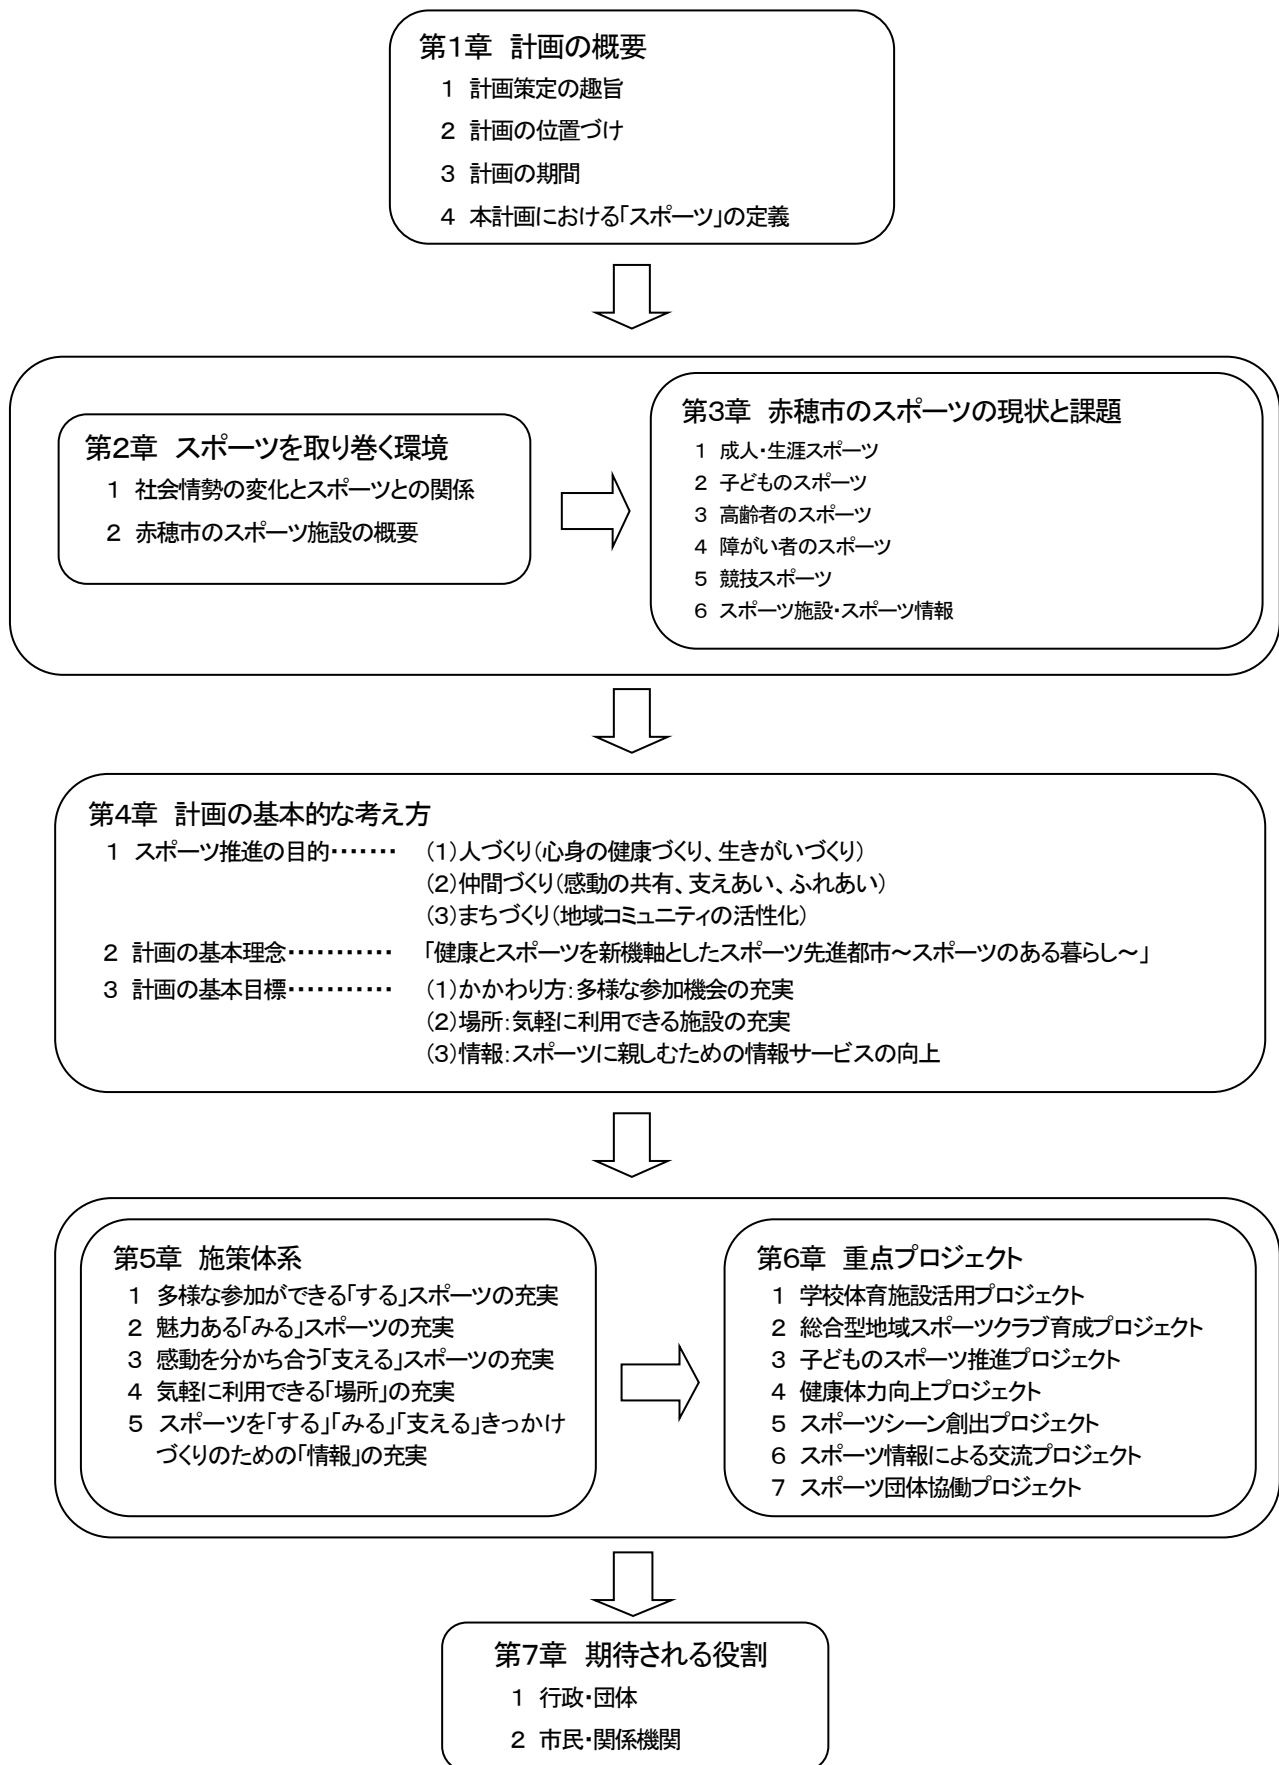 第1章 計画の概要
1 計画策定の趣旨
2 計画の位置づけ
3 計画の期間
4 本計画における「スポーツ」の定義
第2章 スポーツを取り巻く環境
1 社会情勢の変化とスポーツとの関係
2 赤穂市のスポーツ施設の概要
第3章 赤穂市のスポーツの現状と課題
1 成人・生涯スポーツ
2 子どものスポーツ
3 高齢者のスポーツ
4 障がい者のスポーツ
5 競技スポーツ
6 スポーツ施設・スポーツ情報
第4章 計画の基本的な考え方
1 スポーツ推進の目的・・・・・・・ (1)人づくり(心身の健康づくり、生きがいづくり)
(2)仲間づくり(感動の共有、支えあい、ふれあい)
(3)まちづくり(地域コミュニティの活性化)
2 計画の基本理念・・・・・・・・・・・ 「健康とスポーツを新機軸としたスポーツ先進都市～スポーツのある暮らし～」
3 計画の基本目標・・・・・・・・・・・ (1)かかわり方:多様な参加機会の充実
(2)場所:気軽に利用できる施設の充実
(3)情報:スポーツに親しむための情報サービスの向上
第5章 施策体系
1 多様な参加ができる「する」スポーツの充実
2 魅力ある「みる」スポーツの充実
3 感動を分かち合う「支える」スポーツの充実
4 気軽に利用できる「場所」の充実
5 スポーツを「する」「みる」「支える」きっかけ
づくりのための「情報」の充実
第6章 重点プロジェクト
1 学校体育施設活用プロジェクト
2 総合型地域スポーツクラブ育成プロジェクト
3 子どものスポーツ推進プロジェクト
4 健康体力向上プロジェクト
5 スポーツシーン創出プロジェクト
6 スポーツ情報による交流プロジェクト
7 スポーツ団体協働プロジェクト
第7章 期待される役割
1 行政・団体
2 市民・関係機関